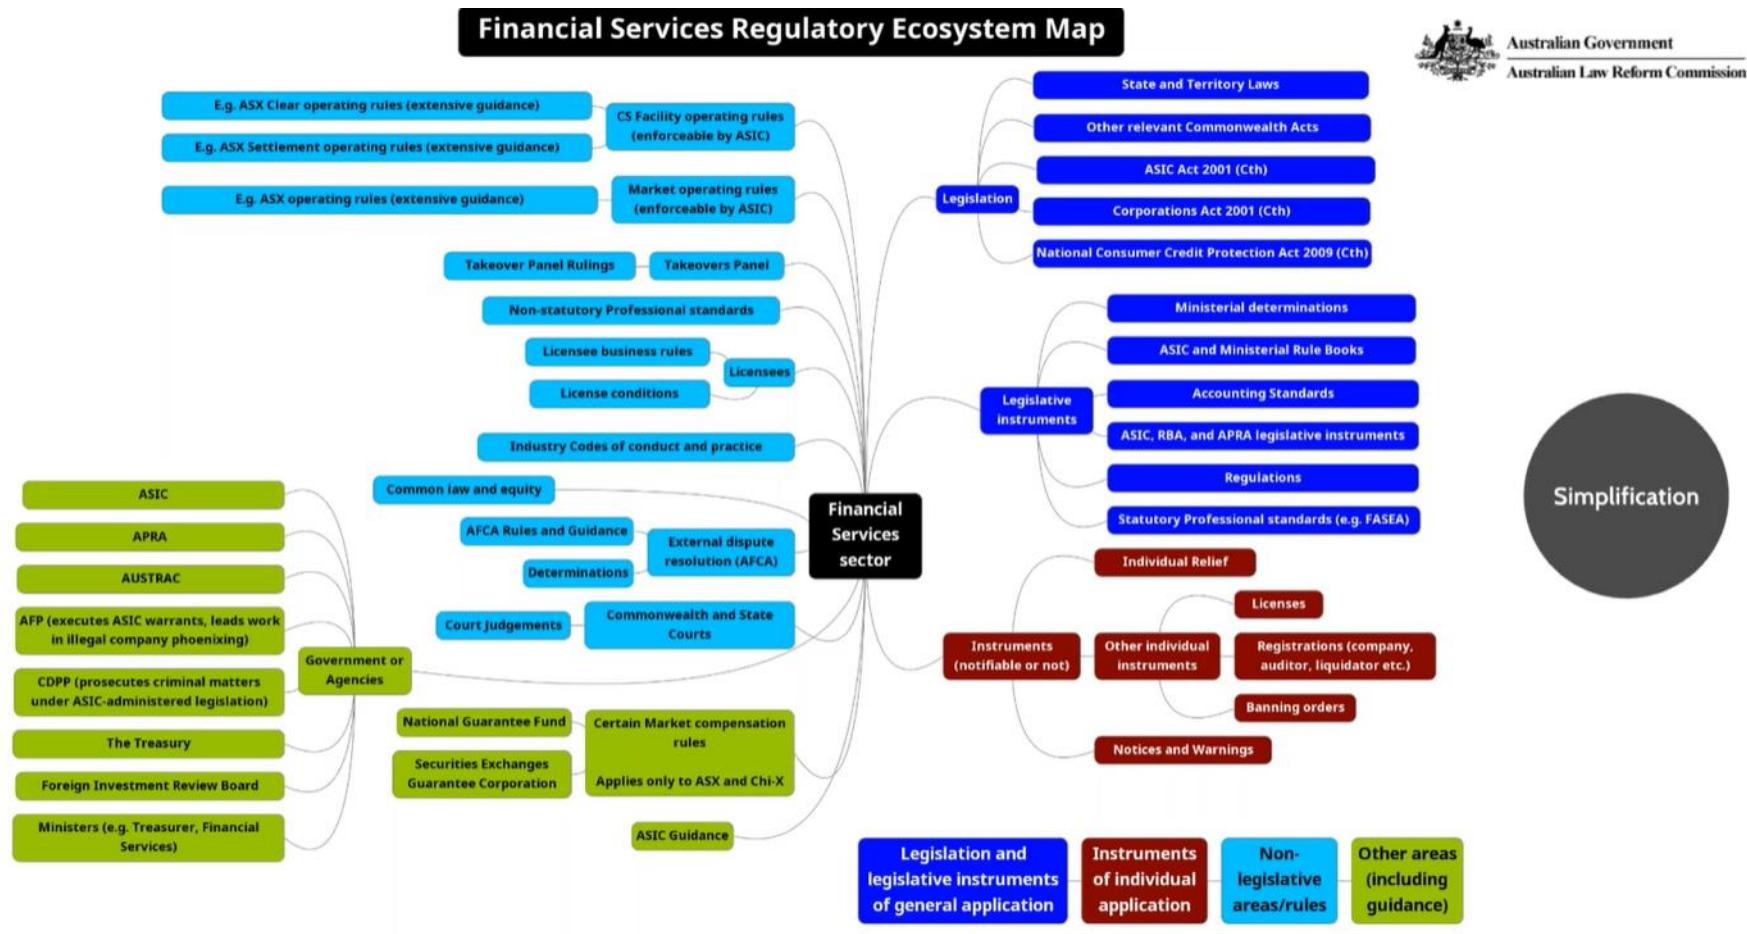 Financial Services Regulatory Ecosystem Map
Australian Government
Australian Law Reform Commission
E.g. ASX Clear operating rules (extensive guidance)
E.g. ASX Settlement operating rules (extensive guidance)
CS Facility operating rules
(enforceable by ASIC)
E.g. ASX operating rules (extensive guidance)
Market operating rules
(enforceable by ASIC)
Takeover Panel Rulings
Takeovers Panel
Non-statutory Professional standards
Licensee business rules
License conditions
Licensees
Industry Codes of conduct and practice
Common law and equity
AFCA Rules and Guidance
Determinations
External dispute
resolution (AFCA)
Court Judgements
Commonwealth and State
Courts
ASIC
APRA
AUSTRAC
AFP (executes ASIC warrants, leads work
in illegal company phoenixing)
CDPP (prosecutes criminal matters
under ASIC-administered legislation)
The Treasury
Foreign Investment Review Board
Ministers (e.g. Treasurer, Financial
Services)
Government or
Agencies
National Guarantee Fund
Securities Exchanges
Guarantee Corporation
Certain Market compensation
rules
Applies only to ASX and Chi-X
ASIC Guidance
Financial
Services
sector
Legislation
State and Territory Laws
Other relevant Commonwealth Acts
ASIC Act 2001 (Cth)
Corporations Act 2001 (Cth)
National Consumer Credit Protection Act 2009 (Cth)
Legislative
instruments
Ministerial determinations
ASIC and Ministerial Rule Books
Accounting Standards
ASIC, RBA, and APRA legislative instruments
Regulations
Statutory Professional standards (e.g. FASEA)
Instruments
(notifiable or not)
Individual Relief
Other individual
instruments
Licenses
Registrations (company,
auditor, liquidator etc.)
Banning orders
Notices and Warnings
Simplification
Legislation and
legislative instruments
of general application
Instruments
of individual
application
Non-
legislative
areas/rules
Other areas
(including
guidance)